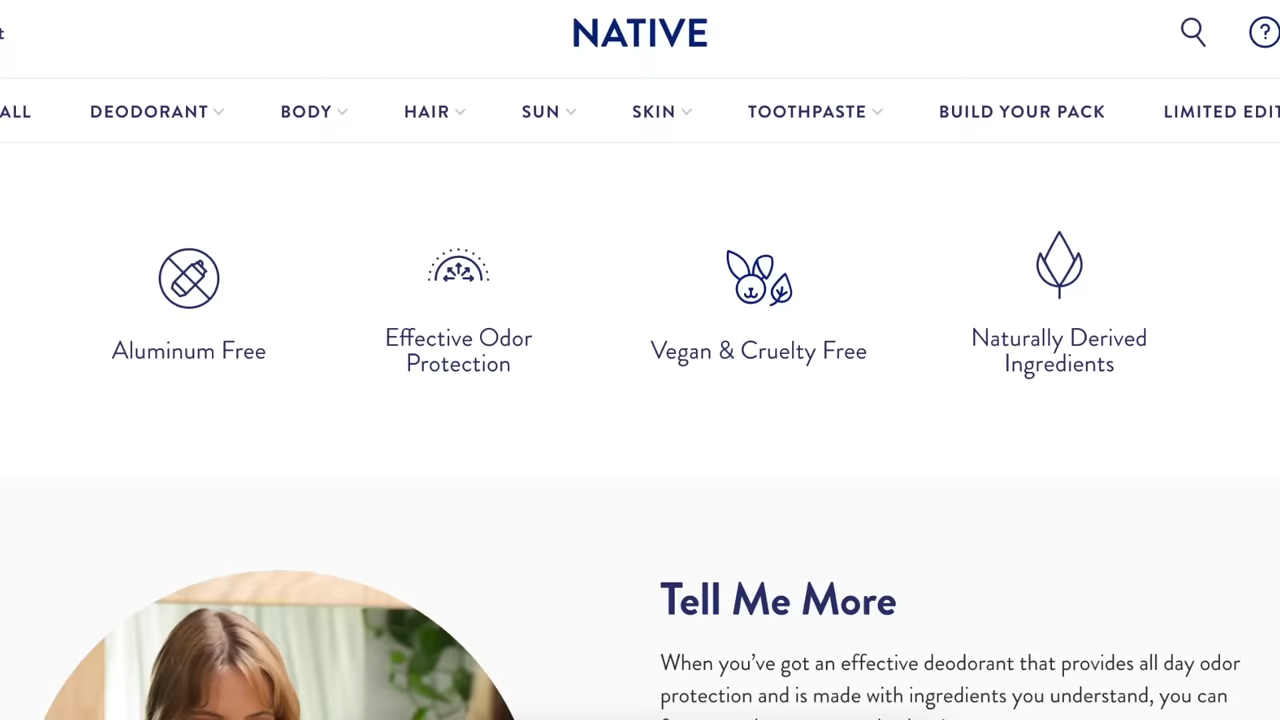 NATIVE
ALL DEODORANT BODY HAIR SUN SKIN TOOTHPASTE BUILD YOUR PACK LIMITED
Aluminum Free
Effective Odor
Protection
Vegan & Cruelty Free
Naturally Derived
Ingredients
Tell Me More
When you’ve got an effective deodorant that provides all day odor
protection and is made with ingredients you understand, you can